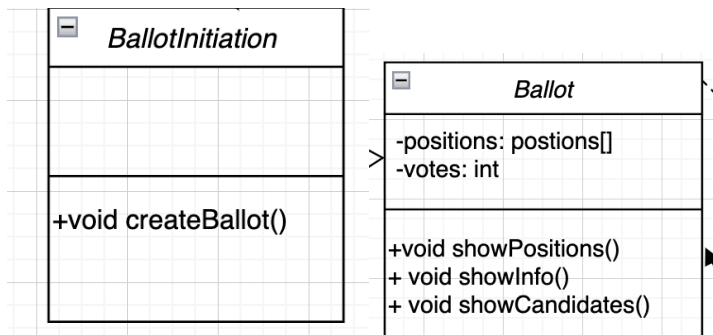 BallotInitiation
+void createBallot()
Ballot
-positions: postions[]
-votes: int
+void showPositions()
+ void showInfo()
+ void showCandidates()